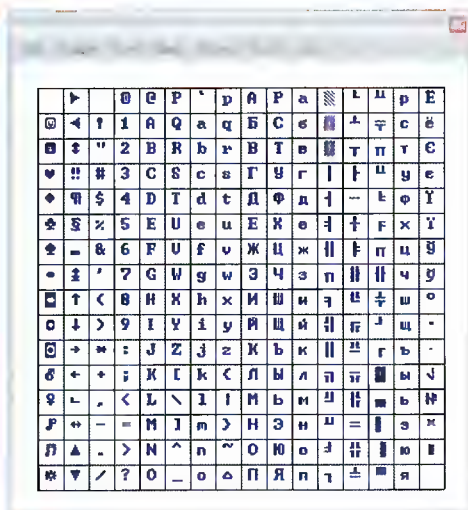 ► 0 @ P ` p А Р а ░ └ ╨ р Ё
☺ ◄ ! 1 A Q a q Б С б ▒ ┴ ╤ с ё
☻ ↕ " 2 B R b r В Т в ▓ ┬ ╥ т Є
♥ ‼ # 3 C S c s Г У г │ ├ ╙ у є
♦ ¶ $ 4 D T d t Д Ф д ┤ ─ ╘ ф Ї
♣ § % 5 E U e u Е Х е ╡ ┼ ╒ х ї
♠ ▬ & 6 F V f v Ж Ц ж ╢ ╞ ╓ ц Ў
• ↨ ' 7 G W g w З Ч з ╖ ╟ ╫ ч ў
◘ ↑ ( 8 H X h x И Ш и ╕ ╚ ╪ ш °
○ ↓ ) 9 I Y i y Й Щ й ╣ ╔ ┘ щ ∙
◙ → * : J Z j z К Ъ к ║ ╩ ┌ ъ ·
♂ ← + ; K [ k { Л Ы л ╗ ╦ █ ы √
♀ ∟ , < L \ l | М Ь м ╝ ╠ ▄ ь №
♪ ↔ - = M ] m } Н Э н ╜ ═ ▌ э ¤
♫ ▲ . > N ^ n ~ О Ю о ╛ ╬ ▐ ю ■
☼ ▼ / ? O _ o ⌂ П Я п ┐ ╧ ▀ я